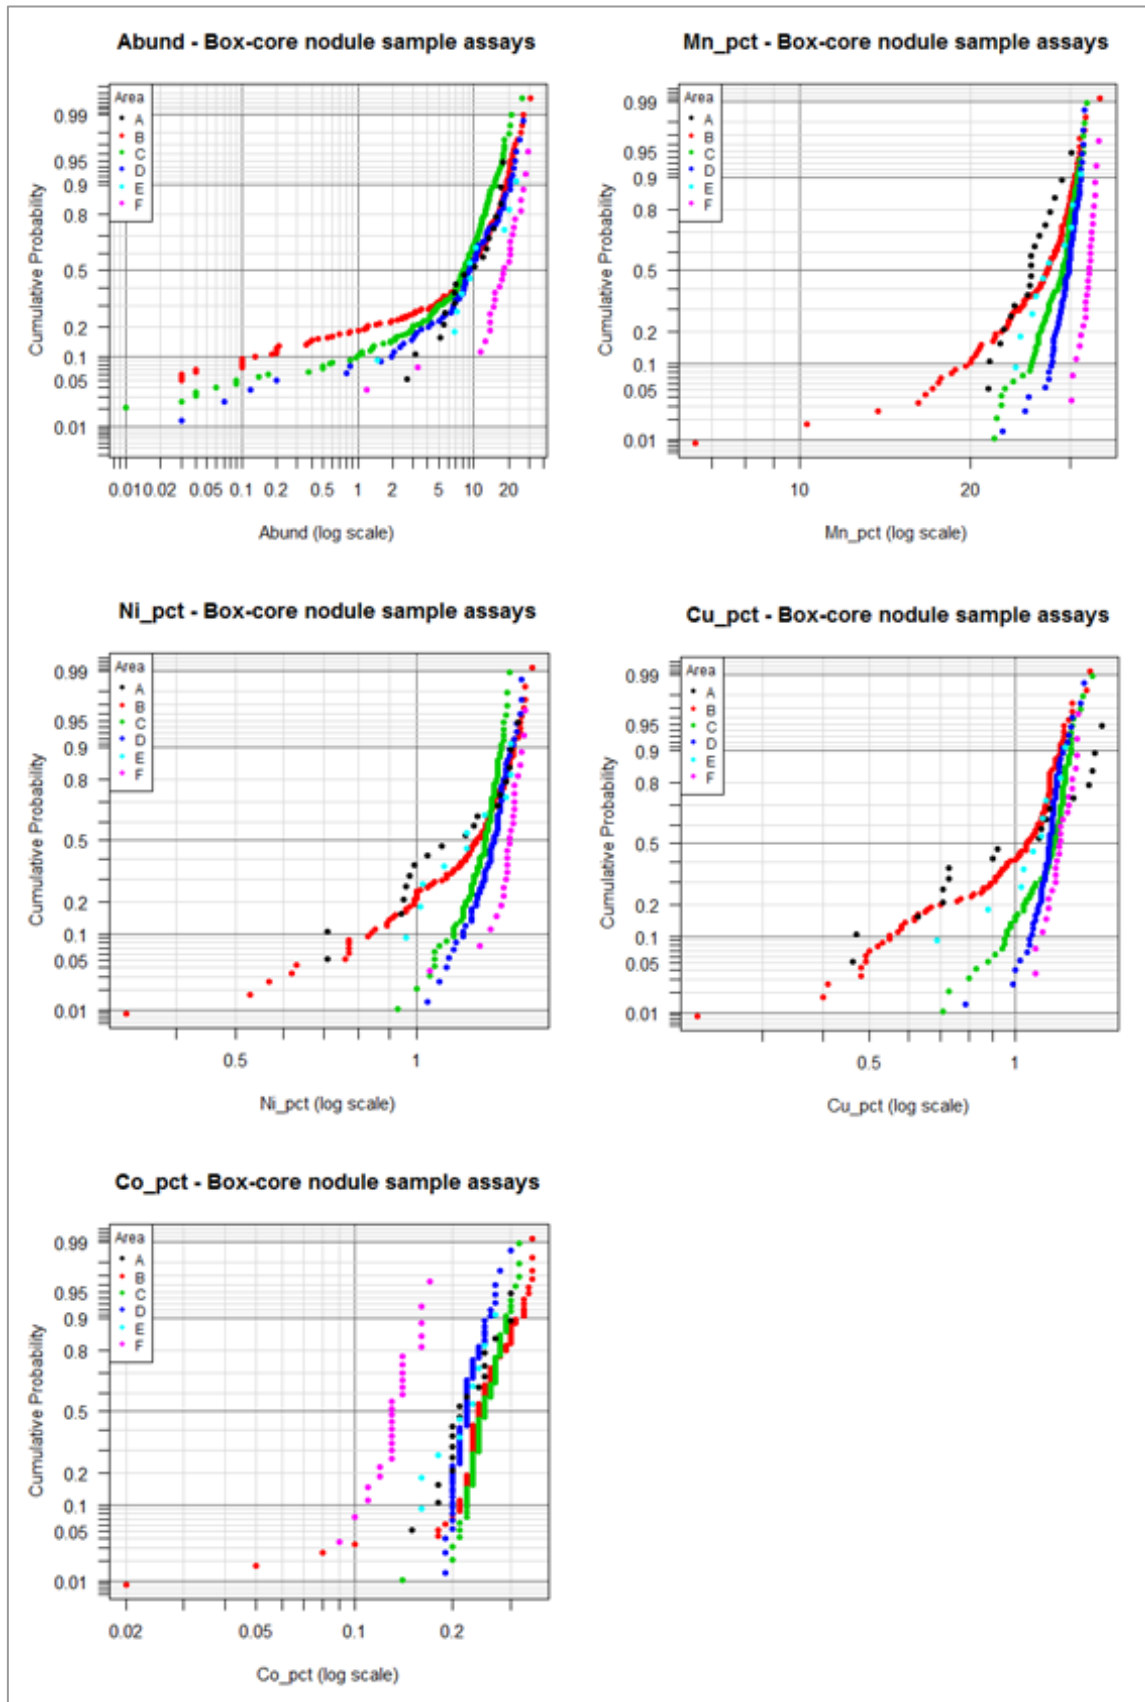 Abund - Box-core nodule sample assays
Area
A
B
C
D
E
F
0.99
0.95
0.9
0.8
0.5
0.2
0.1
0.05
0.01
Cumulative Probability
0.01 0.02 0.05 0.1 0.2 0.5 1 2 5 10 20
Abund (log scale)
Mn_pct - Box-core nodule sample assays
Area
A
B
C
D
E
F
0.99
0.95
0.9
0.8
0.5
0.2
0.1
0.05
0.01
Cumulative Probability
10 20
Mn_pct (log scale)
Ni_pct - Box-core nodule sample assays
Area
A
B
C
D
E
F
0.99
0.95
0.9
0.8
0.5
0.2
0.1
0.05
0.01
Cumulative Probability
0.5 1
Ni_pct (log scale)
Cu_pct - Box-core nodule sample assays
Area
A
B
C
D
E
F
0.99
0.95
0.9
0.8
0.5
0.2
0.1
0.05
0.01
Cumulative Probability
0.5 1
Cu_pct (log scale)
Co_pct - Box-core nodule sample assays
Area
A
B
C
D
E
F
0.99
0.95
0.9
0.8
0.5
0.2
0.1
0.05
0.01
Cumulative Probability
0.02 0.05 0.1 0.2
Co_pct (log scale)